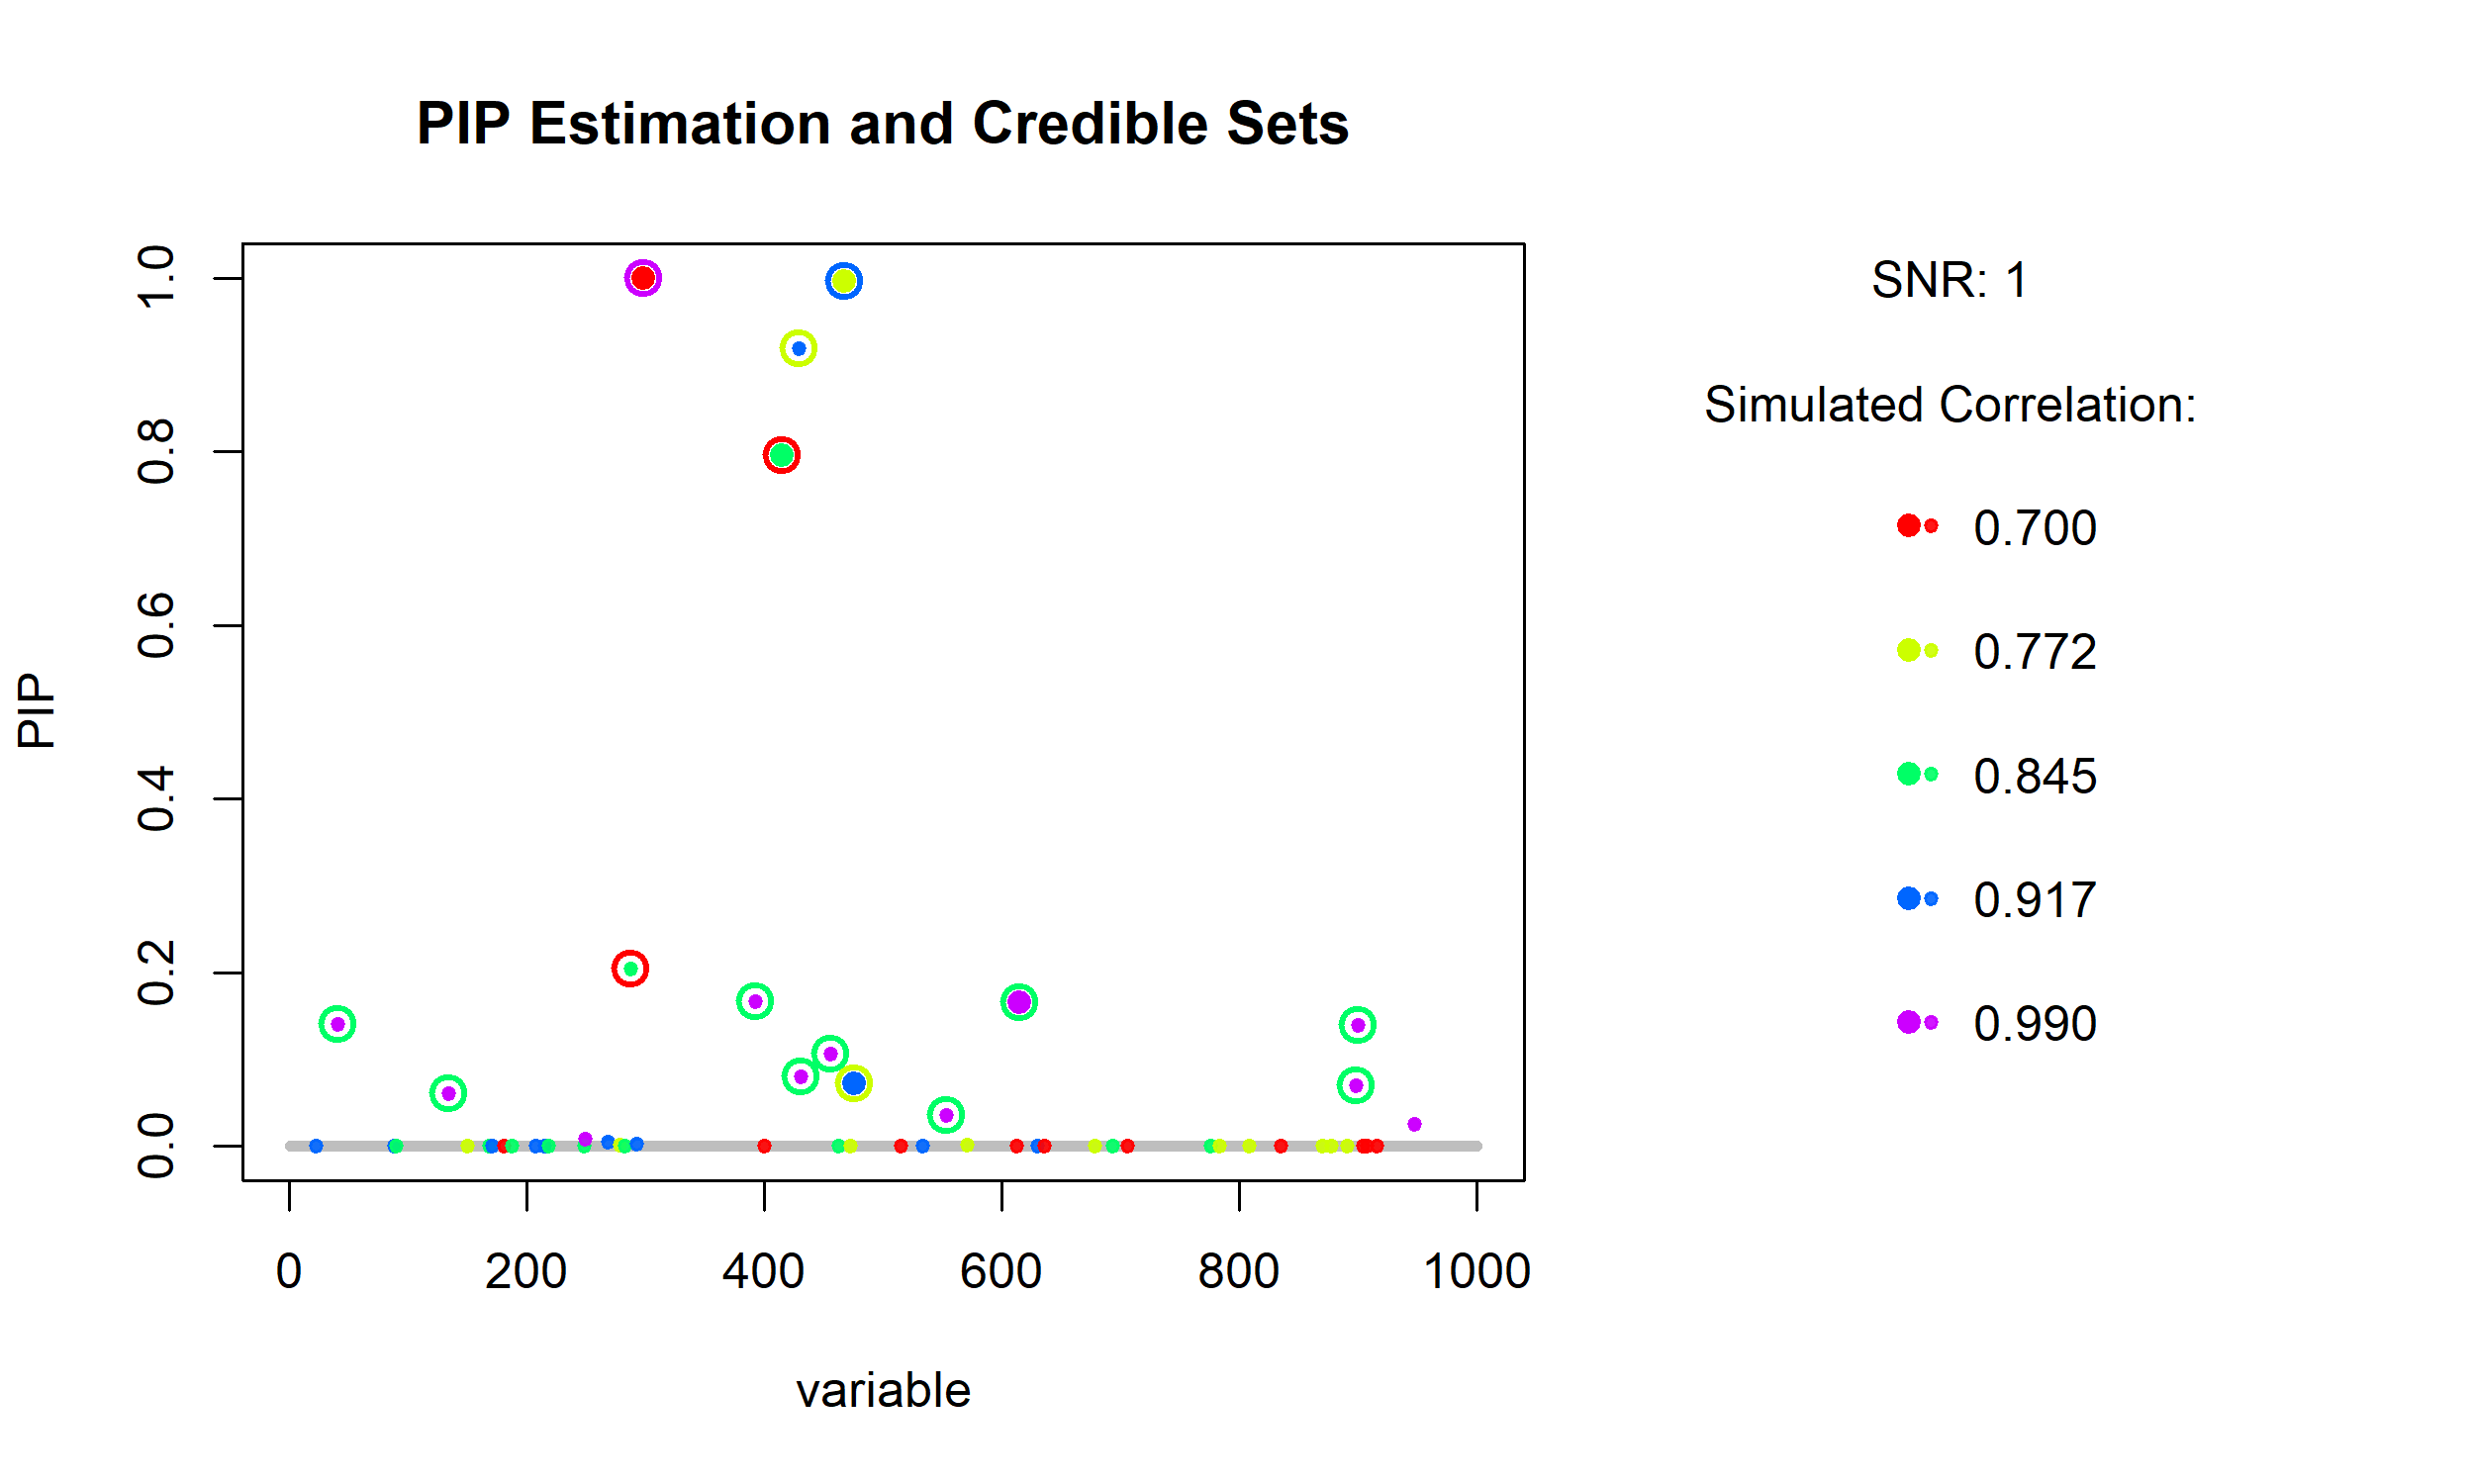 PIP Estimation and Credible Sets
PIP
1.0
0.8
0.6
0.4
0.2
0.0
0 200 400 600 800 1000
variable
SNR: 1
Simulated Correlation:
0.700
0.772
0.845
0.917
0.990